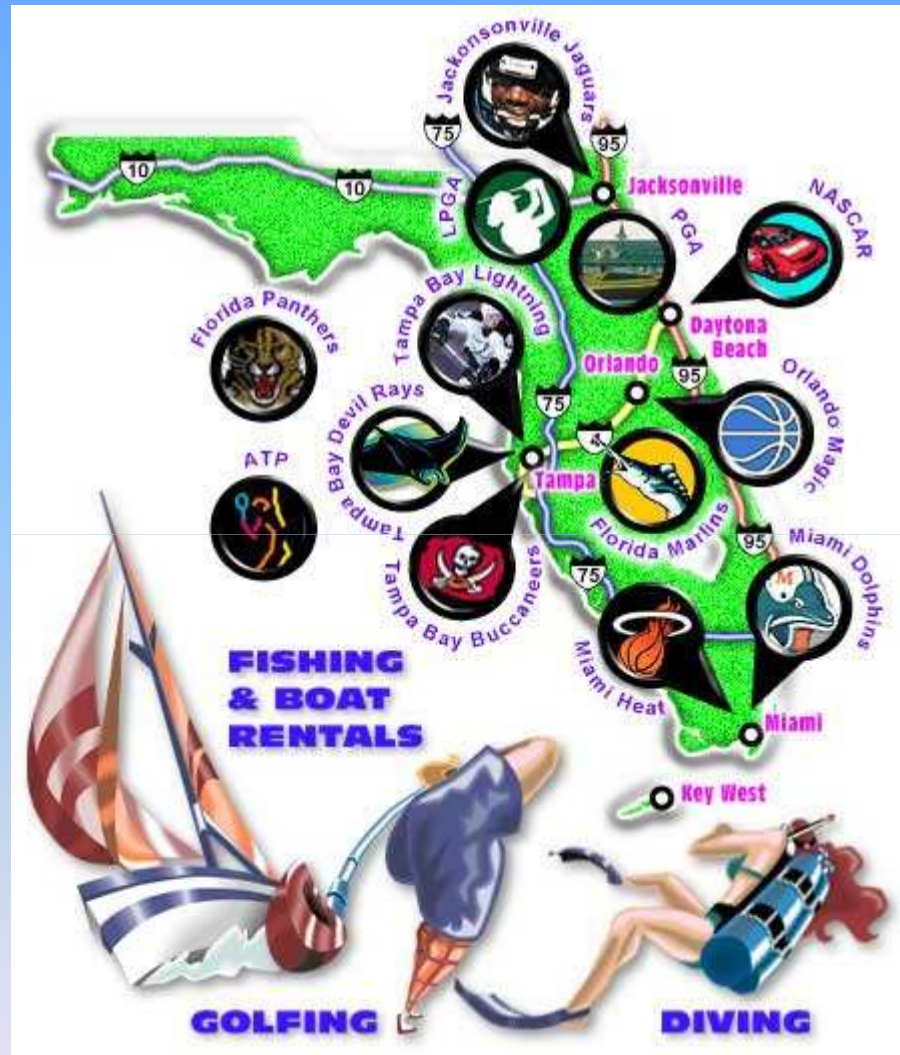 Jackonsonville Jaguars
75
95
10
10
LPGA
Jacksonville
PGA
NASCAR
Florida Panthers
Tampa Bay Lightning
Daytona
Beach
Orlando
95
Orlando Magic
75
Tampa Bay Devil Rays
4
ATP
Tampa
Florida Marlins
Tampa Bay Buccaneers
95
Miami Dolphins
M
75
Miami Heat
FISHING
& BOAT
RENTALS
Miami
Key West
GOLFING
DIVING